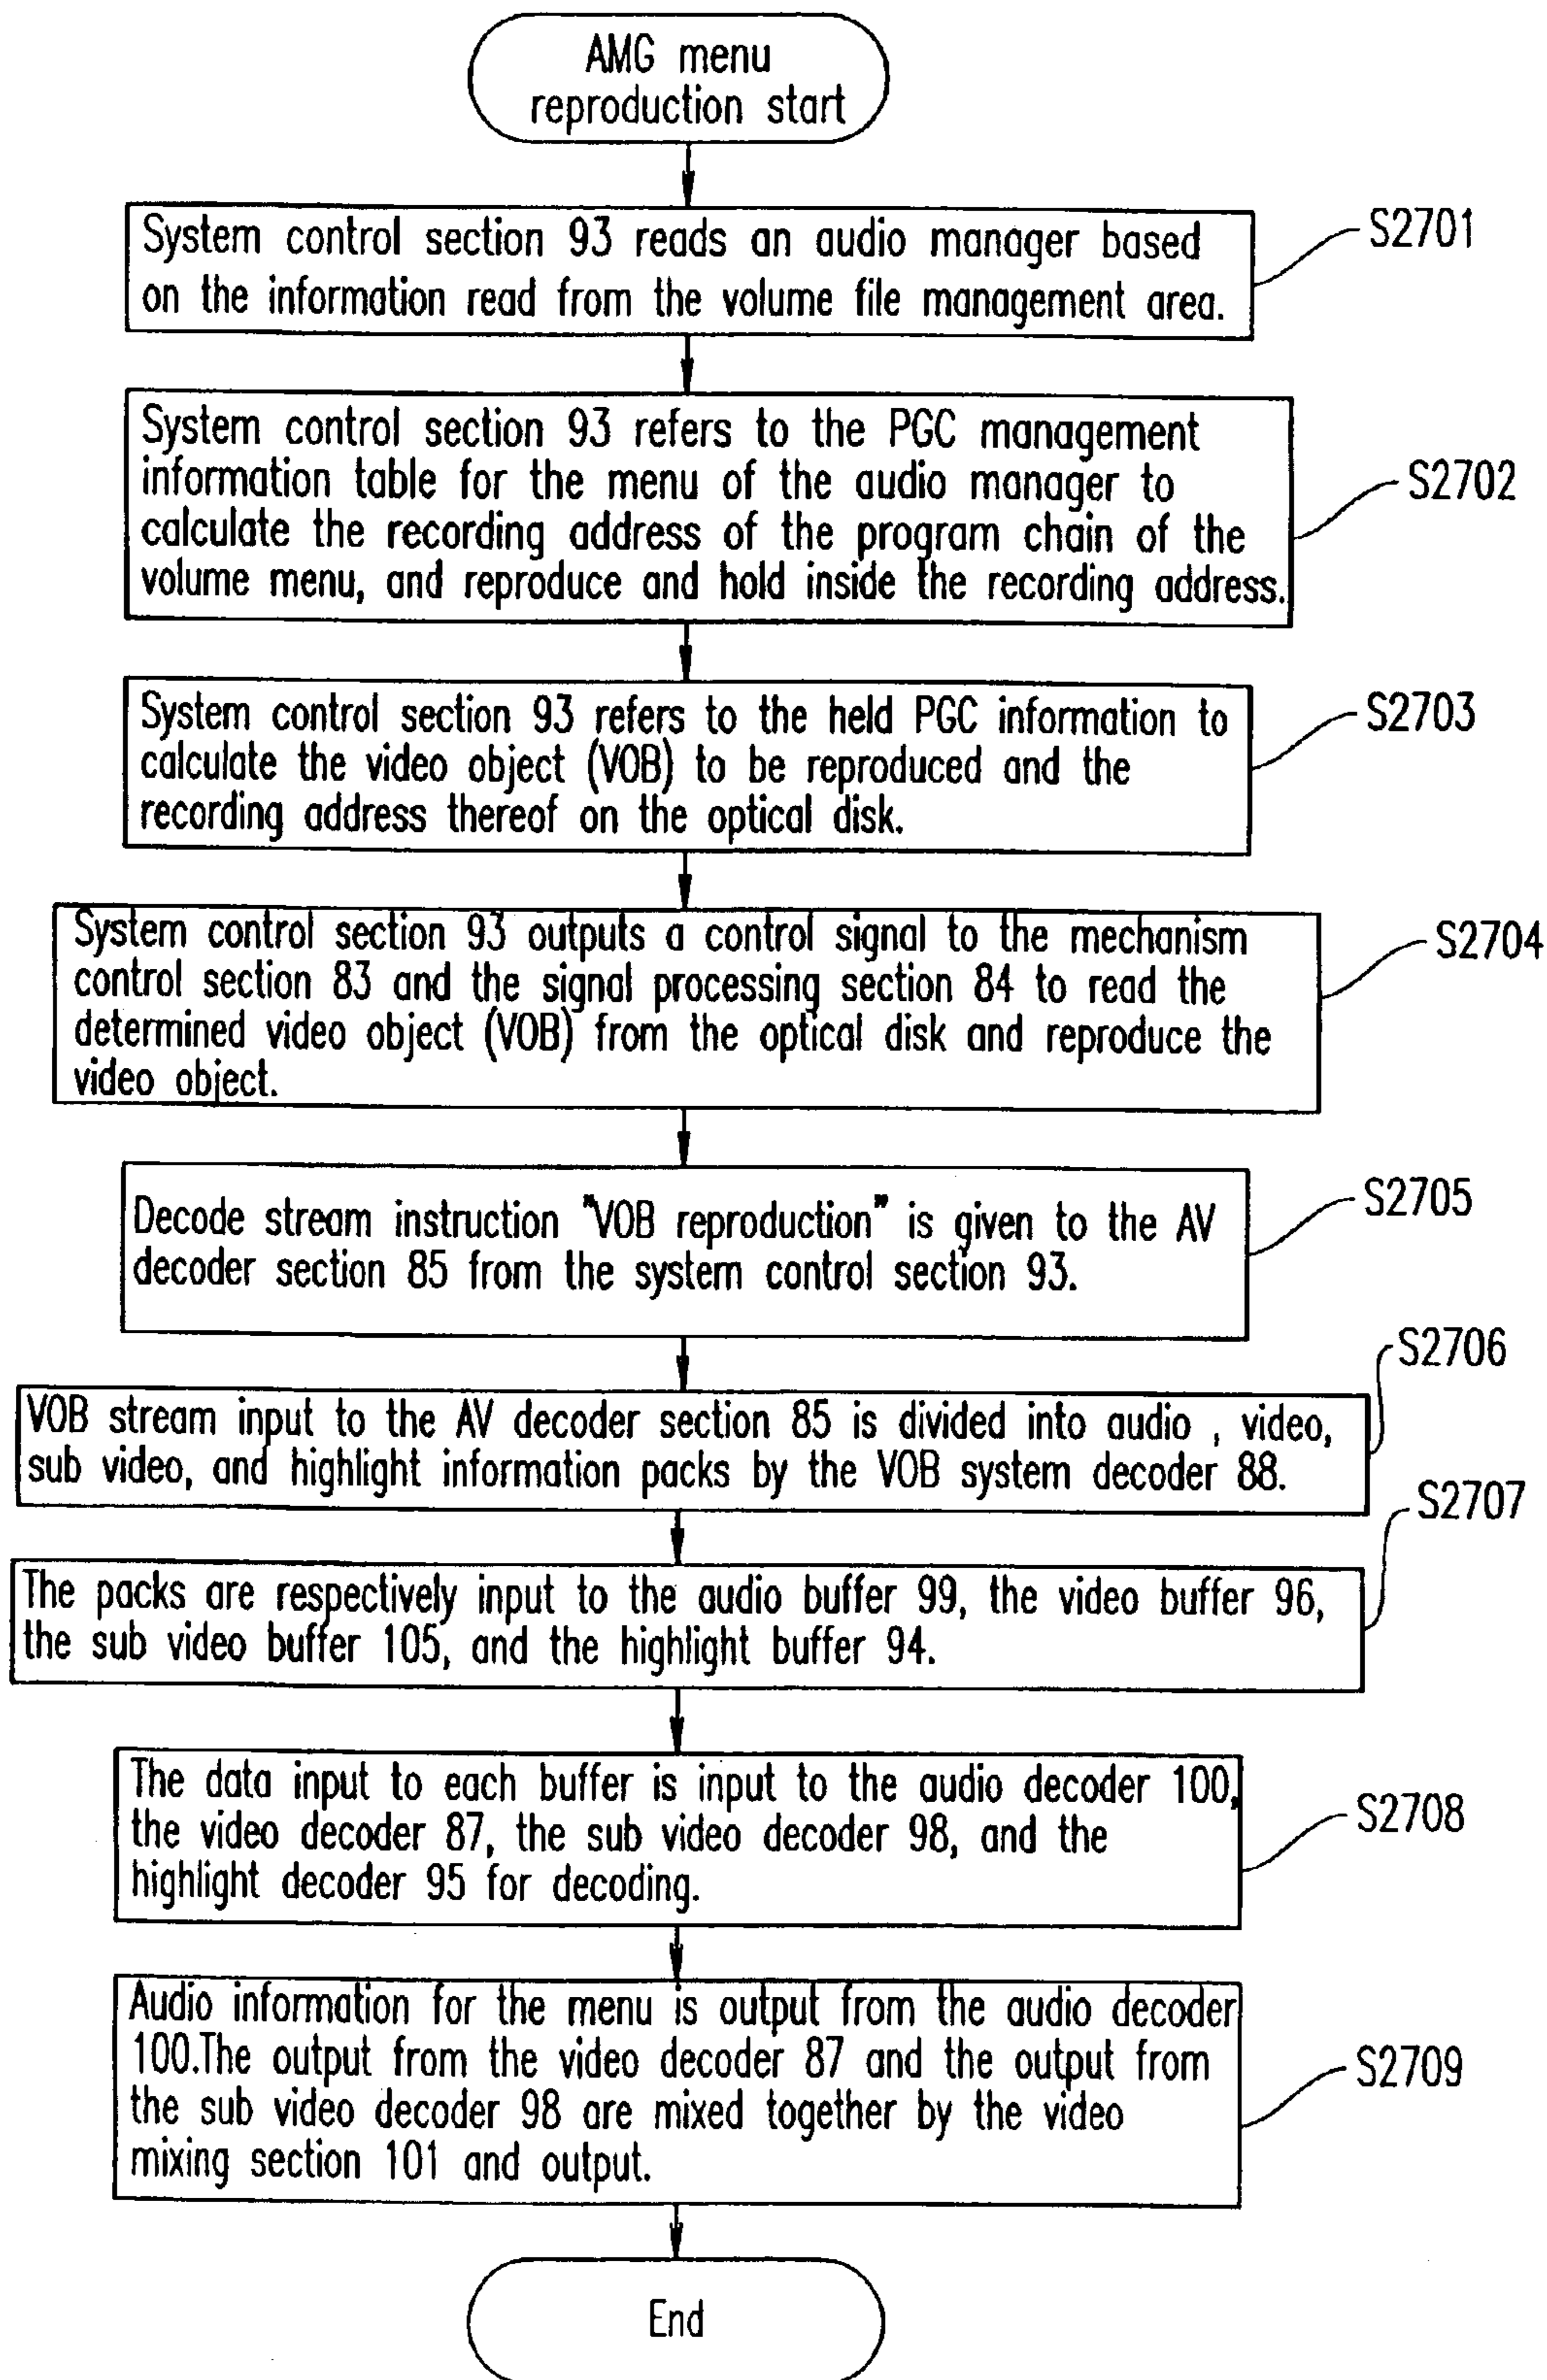 AMG menu
reproduction start
System control section 93 reads an audio manager based
on the information read from the volume file management area.
S2701
System control section 93 refers to the PGC management
information table for the menu of the audio manager to
calculate the recording address of the program chain of the
volume menu, and reproduce and hold inside the recording address.
S2702
System control section 93 refers to the held PGC information to
calculate the video object (VOB) to be reproduced and the
recording address thereof on the optical disk.
S2703
System control section 93 outputs a control signal to the mechanism
control section 83 and the signal processing section 84 to read the
determined video object (VOB) from the optical disk and reproduce the
video object.
S2704
Decode stream instruction "VOB reproduction" is given to the AV
decoder section 85 from the system control section 93.
S2705
VOB stream input to the AV decoder section 85 is divided into audio , video,
sub video, and highlight information packs by the VOB system decoder 88.
S2706
The packs are respectively input to the audio buffer 99, the video buffer 96,
the sub video buffer 105, and the highlight buffer 94.
S2707
The data input to each buffer is input to the audio decoder 100,
the video decoder 87, the sub video decoder 98, and the
highlight decoder 95 for decoding.
S2708
Audio information for the menu is output from the audio decoder
100.The output from the video decoder 87 and the output from
the sub video decoder 98 are mixed together by the video
mixing section 101 and output.
S2709
End